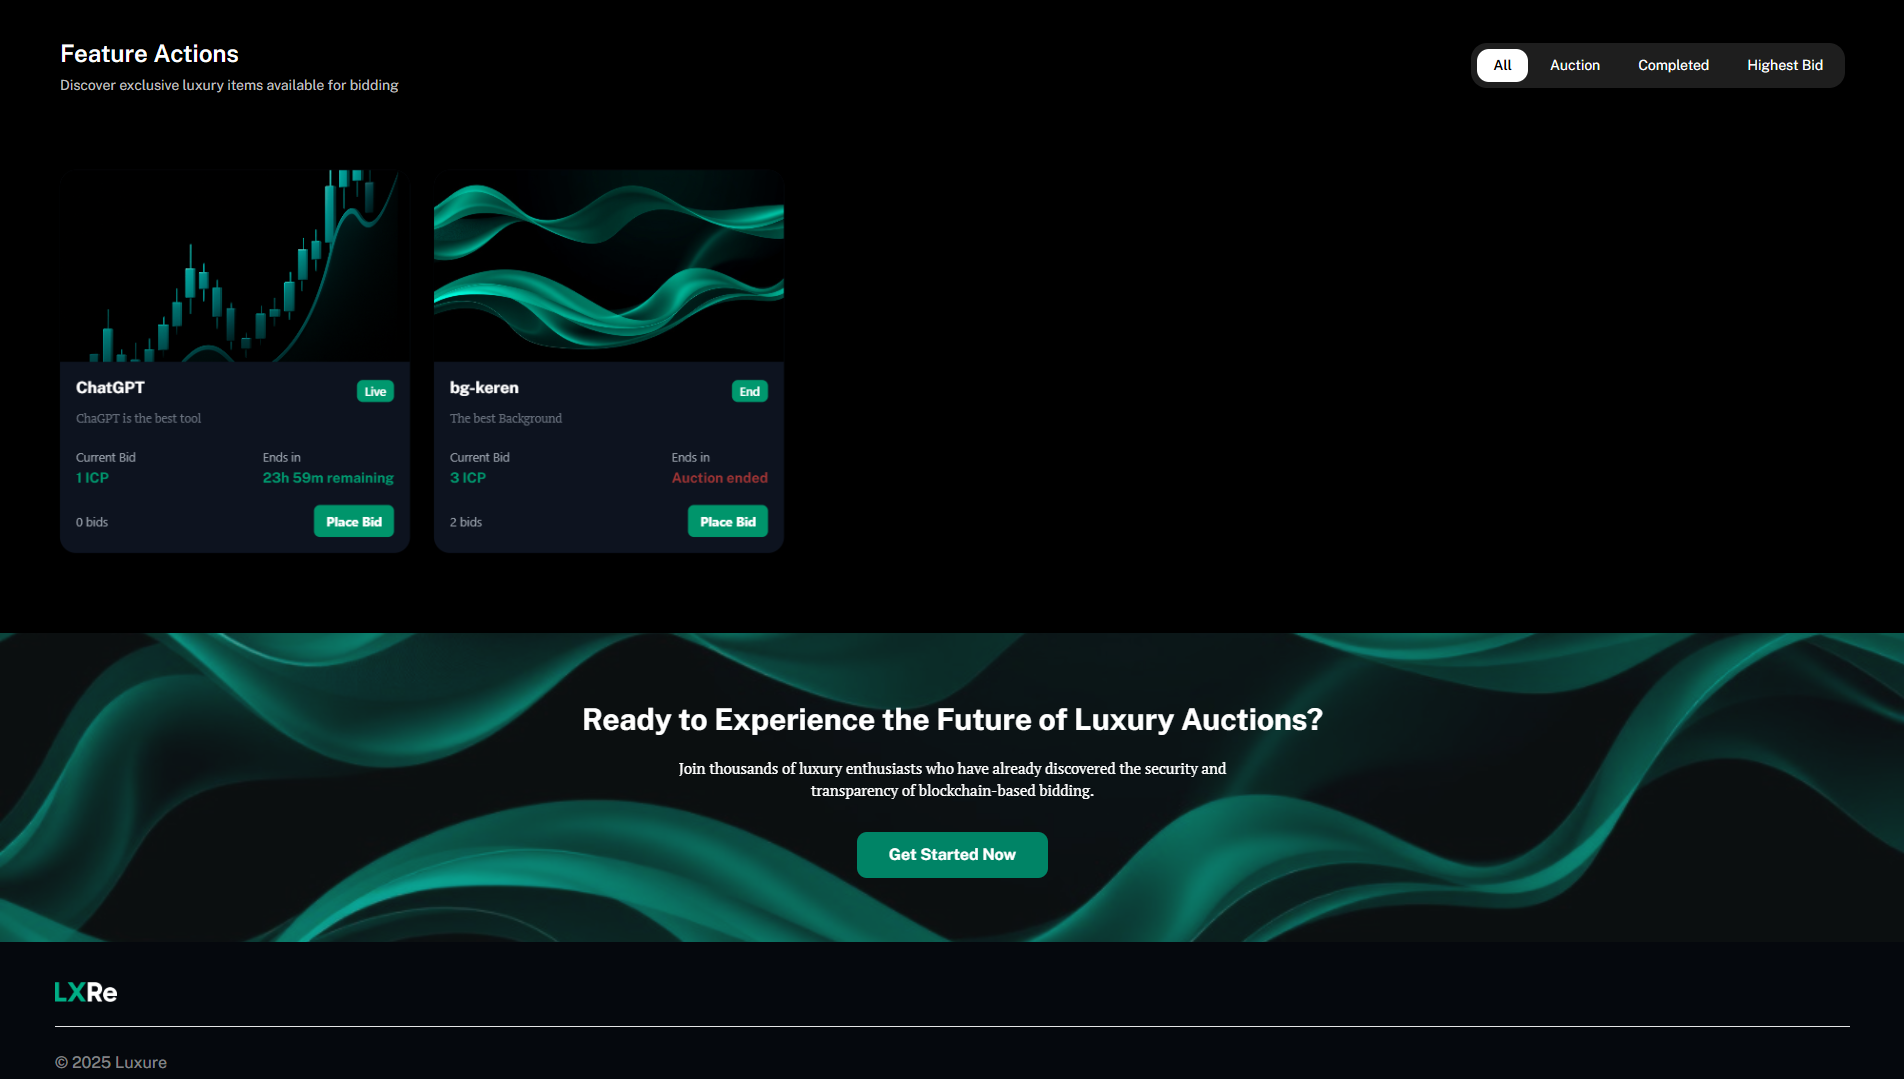 Feature Actions
Discover exclusive luxury items available for bidding
All Auction Completed Highest Bid
ChatGPT
Live
ChaGPT is the best tool
Current Bid
Ends in
1 ICP
23h 59m remaining
0 bids
Place Bid
bg-keren
End
The best Background
Current Bid
Ends in
3 ICP
Auction ended
2 bids
Place Bid
Ready to Experience the Future of Luxury Auctions?
Join thousands of luxury enthusiasts who have already discovered the security and
transparency of blockchain-based bidding.
Get Started Now
LXRe
© 2025 Luxure